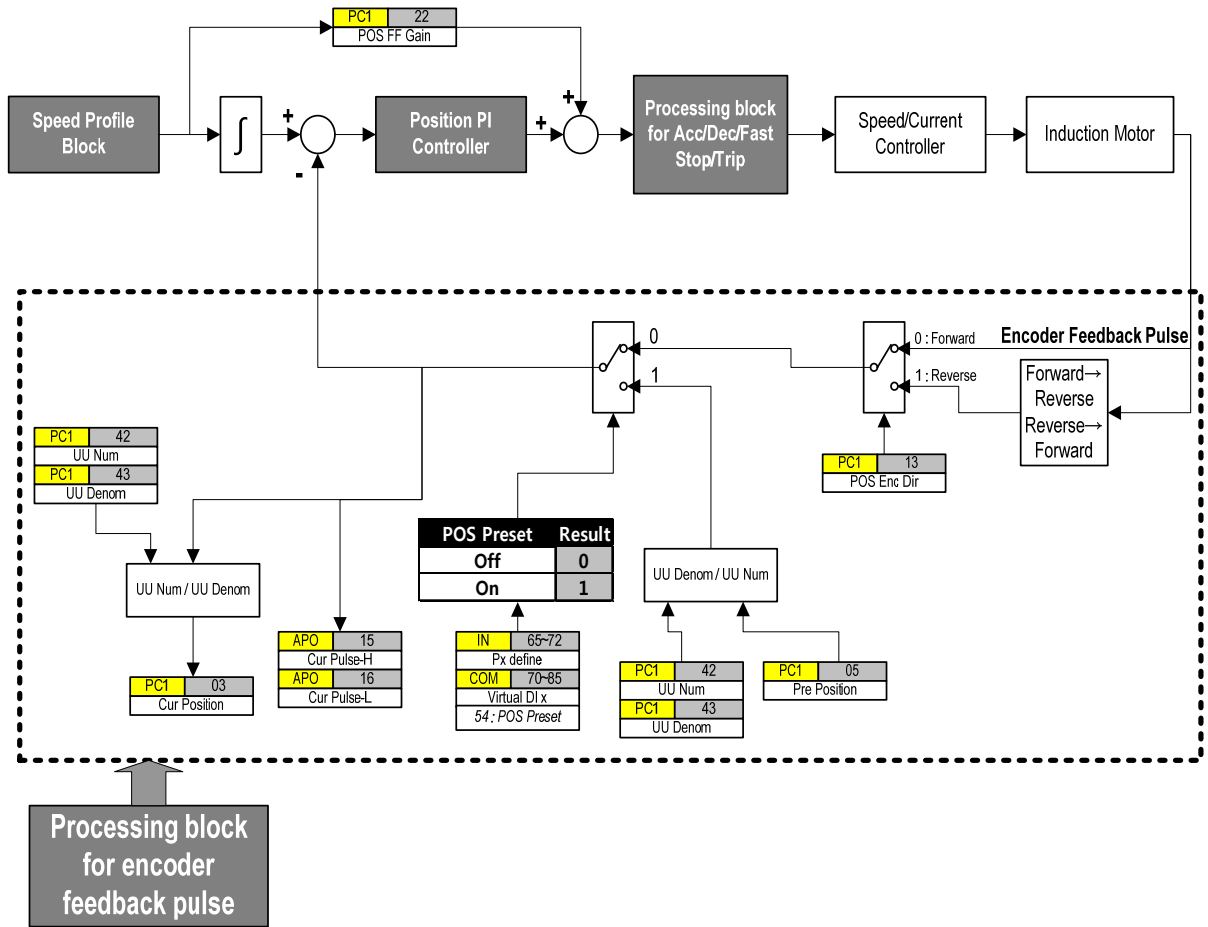 PC1 22
POS FF Gain
Speed Profile
Block
∫
+
-
Position PI
Controller
+
+
Processing block
for Acc/Dec/Fast
Stop/Trip
Speed/Current
Controller
Induction Motor
0
1
0 : Forward
1 : Reverse
Encoder Feedback Pulse
Forward→
Reverse
Reverse→
Forward
PC1 13
POS Enc Dir
PC1 42
UU Num
PC1 43
UU Denom
UU Num / UU Denom
PC1 03
Cur Position
APO 15
Cur Pulse-H
APO 16
Cur Pulse-L
POS Preset Result
Off 0
On 1
IN 65~72
Px define
COM 70~85
Virtual DI x
54 : POS Preset
UU Denom / UU Num
PC1 42
UU Num
PC1 43
UU Denom
PC1 05
Pre Position
Processing block
for encoder
feedback pulse